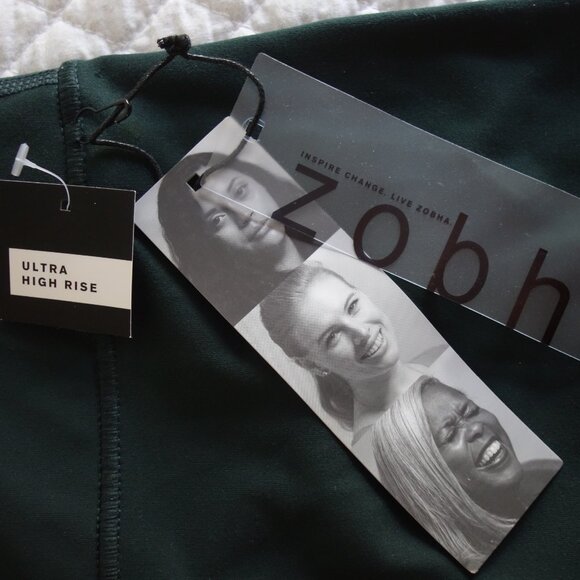 INSPIRE CHANGE. LIVE ZOBHA.
zobh
ULTRA
HIGH RISE